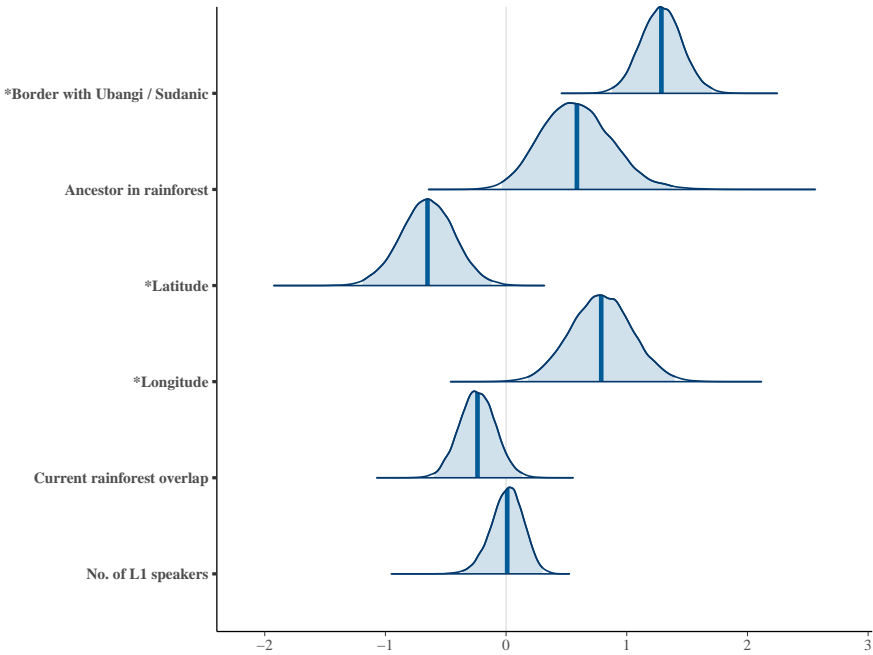 *Border with Ubangi / Sudanic
Ancestor in rainforest
*Latitude
*Longitude
Current rainforest overlap
No. of L1 speakers
−2 −1 0 1 2 3